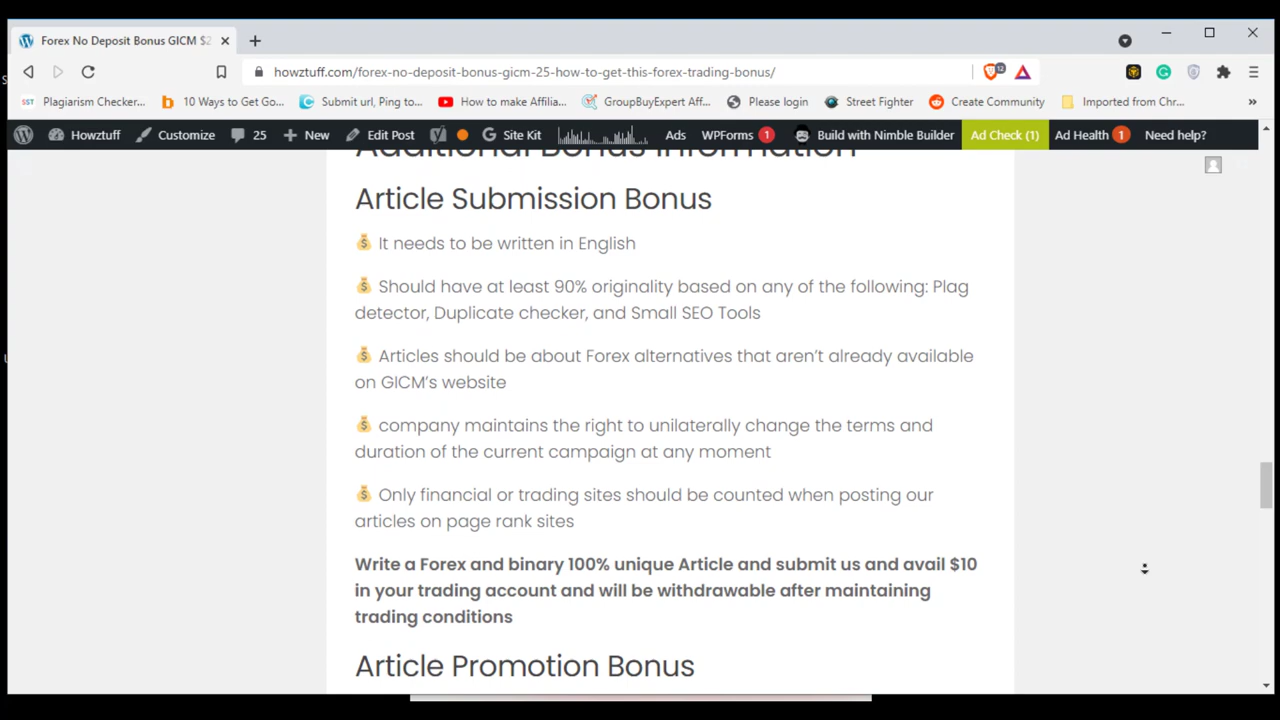 Forex No Deposit Bonus GICM $2
howztuff.com/forex-no-deposit-bonus-gicm-25-how-to-get-this-forex-trading-bonus/
12
SST Plagiarism Checker... 10 Ways to Get Go... Submit url, Ping to... How to make Affilia... GroupBuyExpert Aff... Please login Street Fighter Create Community Imported from Chr...
Howztuff Customize 25 New Edit Post Site Kit Ads WPForms 1 Build with Nimble Builder Ad Check (1) Ad Health 1 Need help?
Additional Bonus Information
Article Submission Bonus
It needs to be written in English
Should have at least 90% originality based on any of the following: Plag
detector, Duplicate checker, and Small SEO Tools
Articles should be about Forex alternatives that aren't already available
on GICM's website
company maintains the right to unilaterally change the terms and
duration of the current campaign at any moment
Only financial or trading sites should be counted when posting our
articles on page rank sites
Write a Forex and binary 100% unique Article and submit us and avail $10
in your trading account and will be withdrawable after maintaining
trading conditions
Article Promotion Bonus